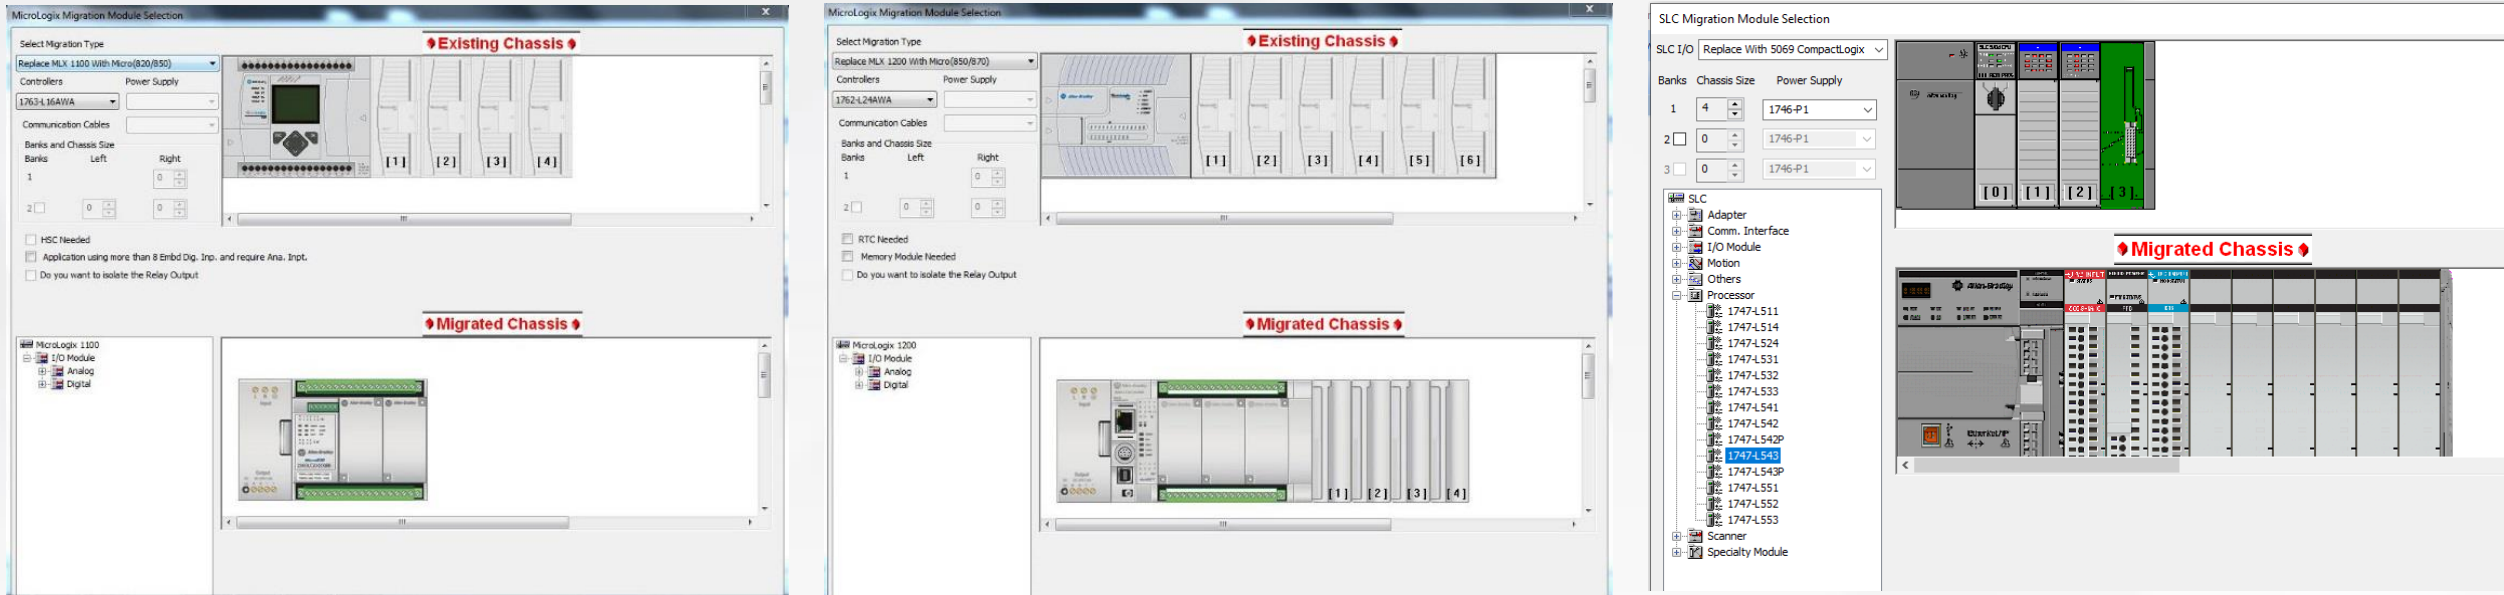 MicroLogix Migration Module Selection
Select Migration Type
Existing Chassis
Replace MLX 1100 With Micro(820/850)
Controllers
Power Supply
1763-L16AWA
Communication Cables
Banks and Chassis Size
Banks
Left
Right
1
0
2
0
0
[1]
[2]
[3]
[4]
HSC Needed
Application using more than 8 Embd Dig. Inp. and require Ana. Inpt.
Do you want to isolate the Relay Output
Migrated Chassis
MicroLogix 1100
I/O Module
Analog
Digital
MicroLogix Migration Module Selection
Select Migration Type
Existing Chassis
Replace MLX 1200 With Micro(850/870)
Controllers
Power Supply
1762-L24AWA
Communication Cables
Banks and Chassis Size
Banks
Left
Right
1
0
2
0
0
[1]
[2]
[3]
[4]
[5]
[6]
RTC Needed
Memory Module Needed
Do you want to isolate the Relay Output
Migrated Chassis
MicroLogix 1200
I/O Module
Analog
Digital
[1]
[2]
[3]
[4]
SLC Migration Module Selection
SLC I/O
Replace With 5069 CompactLogix
Banks
Chassis Size
Power Supply
1
4
1746-P1
2
0
1746-P1
3
0
1746-P1
[0]
[1]
[2]
[3]
SLC
Adapter
Comm. Interface
I/O Module
Motion
Others
Processor
1747-L511
1747-L514
1747-L524
1747-L531
1747-L532
1747-L533
1747-L541
1747-L542
1747-L542P
1747-L543
1747-L543P
1747-L551
1747-L552
1747-L553
Scanner
Specialty Module
Migrated Chassis
Allen-Bradley
EtherNet/IP